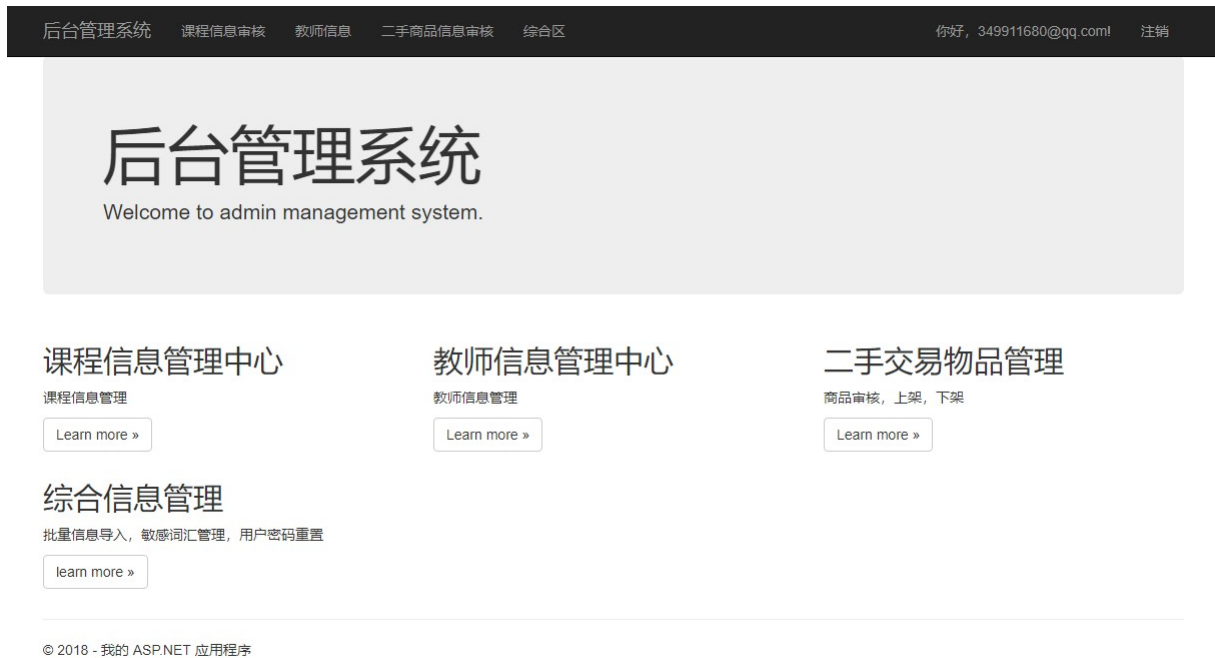 后台管理系统 课程信息审核 教师信息 二手商品信息审核 综合区 你好，349911680@qq.com! 注销
后台管理系统
Welcome to admin management system.
课程信息管理中心 教师信息管理中心 二手交易物品管理
课程信息管理 教师信息管理 商品审核，上架，下架
Learn more » Learn more » Learn more »
综合信息管理
批量信息导入，敏感词汇管理，用户密码重置
learn more »
© 2018 - 我的 ASP.NET 应用程序